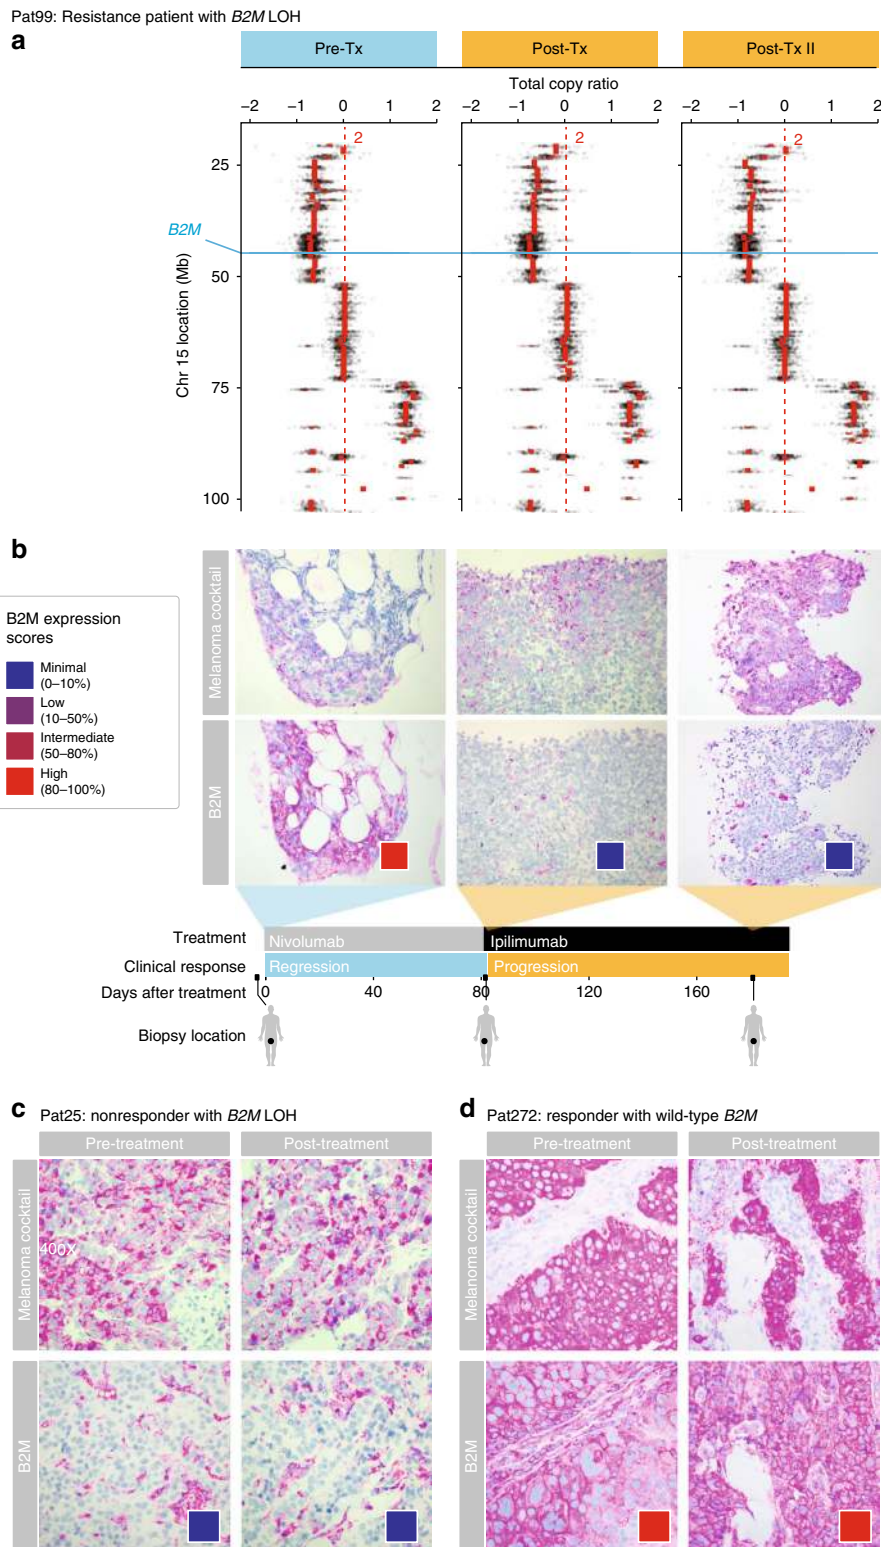 Pat99: Resistance patient with B2M LOH
a
Pre-Tx
Post-Tx
Post-Tx II
Total copy ratio
−2 −1 0 1 2
−2 −1 0 1 2
−2 −1 0 1 2
2
2
2
25
B2M
50
75
100
Chr 15 location (Mb)
b
Melanoma cocktail
B2M expression
scores
Minimal
(0–10%)
Low
(10–50%)
Intermediate
(50–80%)
High
(80–100%)
B2M
Treatment
Nivolumab
Ipilimumab
Clinical response
Regression
Progression
Days after treatment
0 40 80 120 160
Biopsy location
c
Pat25: nonresponder with B2M LOH
Pre-treatment
Post-treatment
Melanoma cocktail
400X
B2M
d
Pat272: responder with wild-type B2M
Pre-treatment
Post-treatment
Melanoma cocktail
B2M